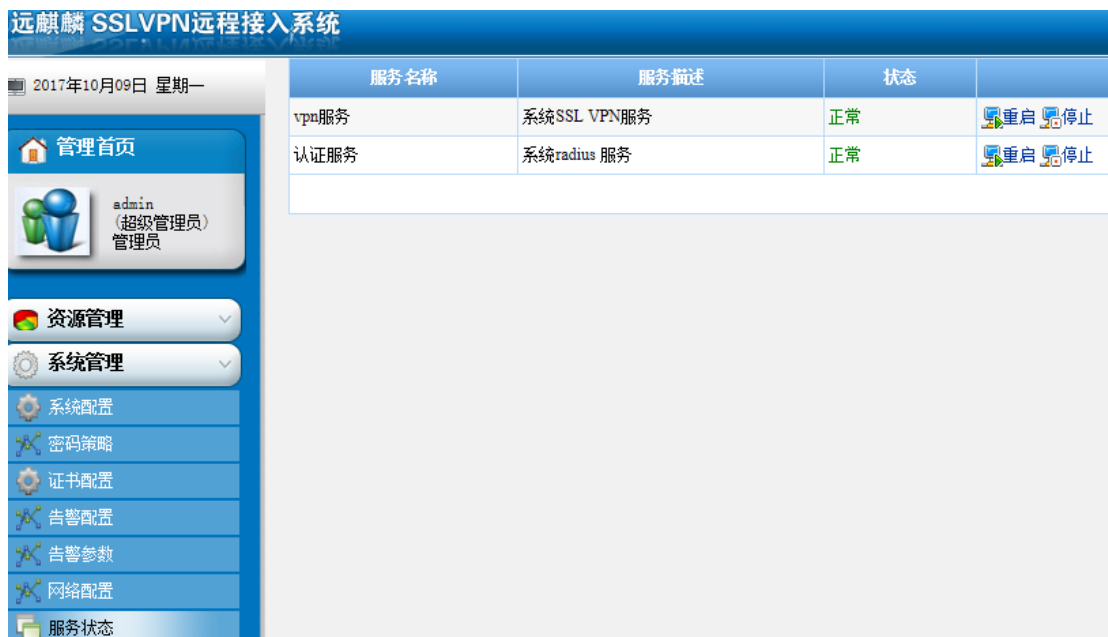 远麒麟 SSLVPN远程接入系统
2017年10月09日 星期一
管理首页
admin
（超级管理员）
管理员
资源管理
系统管理
系统配置
密码策略
证书配置
告警配置
告警参数
网络配置
服务状态
服务名称 服务描述 状态
vpn服务 系统SSL VPN服务 正常 重启 停止
认证服务 系统radius 服务 正常 重启 停止